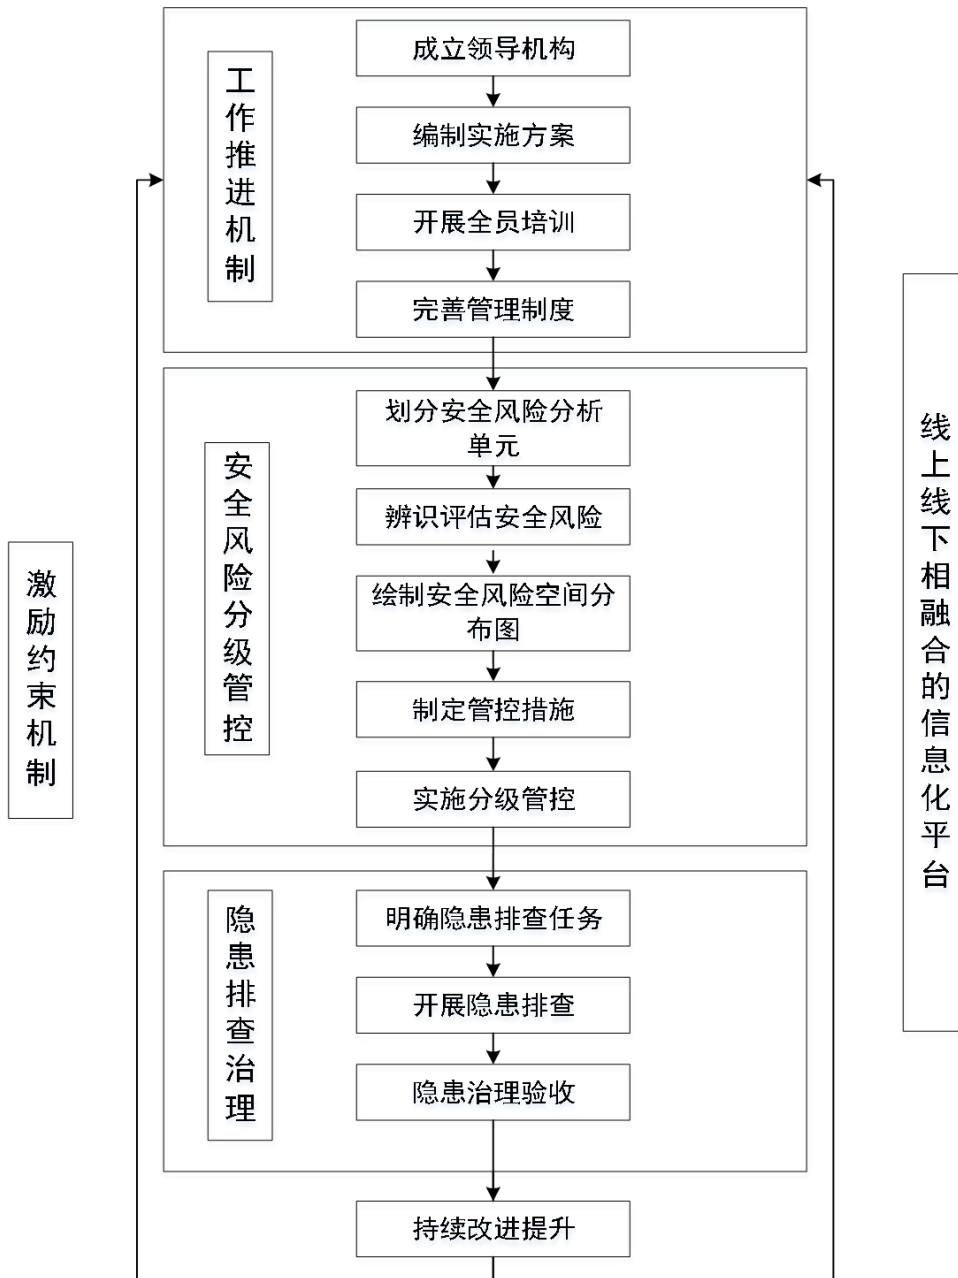 工作推进机制
成立领导机构
编制实施方案
开展全员培训
完善管理制度
安全风险分级管控
划分安全风险分析
单元
辨识评估安全风险
绘制安全风险空间分
布图
制定管控措施
实施分级管控
隐患排查治理
明确隐患排查任务
开展隐患排查
隐患治理验收
持续改进提升
激励约束机制
线上线下相融合的信息化平台